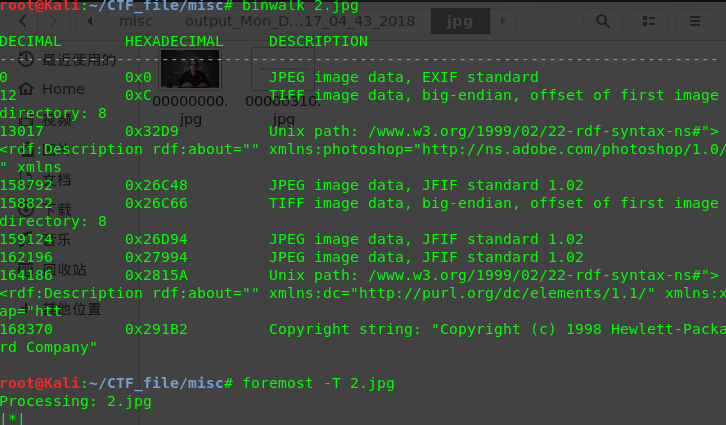 root@Kali:~/CTF_file/misc# binwalk 2.jpg
misc output_Mon_D...17_04_43_2018 jpg
DECIMAL HEXADECIMAL DESCRIPTION
--------------------------------------------------------------------------------
最近使用的
0 0x0 JPEG image data, EXIF standard
Home
12 0xC TIFF image data, big-endian, offset of first image
00000000.jpg 00000310.jpg
directory: 8
视频
13017 0x32D9 Unix path: /www.w3.org/1999/02/22-rdf-syntax-ns#">
<rdf:Description rdf:about="" xmlns:photoshop="http://ns.adobe.com/photoshop/1.0/
" xmlns
文档
158792 0x26C48 JPEG image data, JFIF standard 1.02
158822 0x26C66 TIFF image data, big-endian, offset of first image
directory: 8
下载
159124 0x26D94 JPEG image data, JFIF standard 1.02
音乐
162196 0x27994 JPEG image data, JFIF standard 1.02
回收站
164186 0x2815A Unix path: /www.w3.org/1999/02/22-rdf-syntax-ns#">
<rdf:Description rdf:about="" xmlns:dc="http://purl.org/dc/elements/1.1/" xmlns:x
ap="htt
其他位置
168370 0x291B2 Copyright string: "Copyright (c) 1998 Hewlett-Packa
rd Company"
root@Kali:~/CTF_file/misc# foremost -T 2.jpg
Processing: 2.jpg
|*|